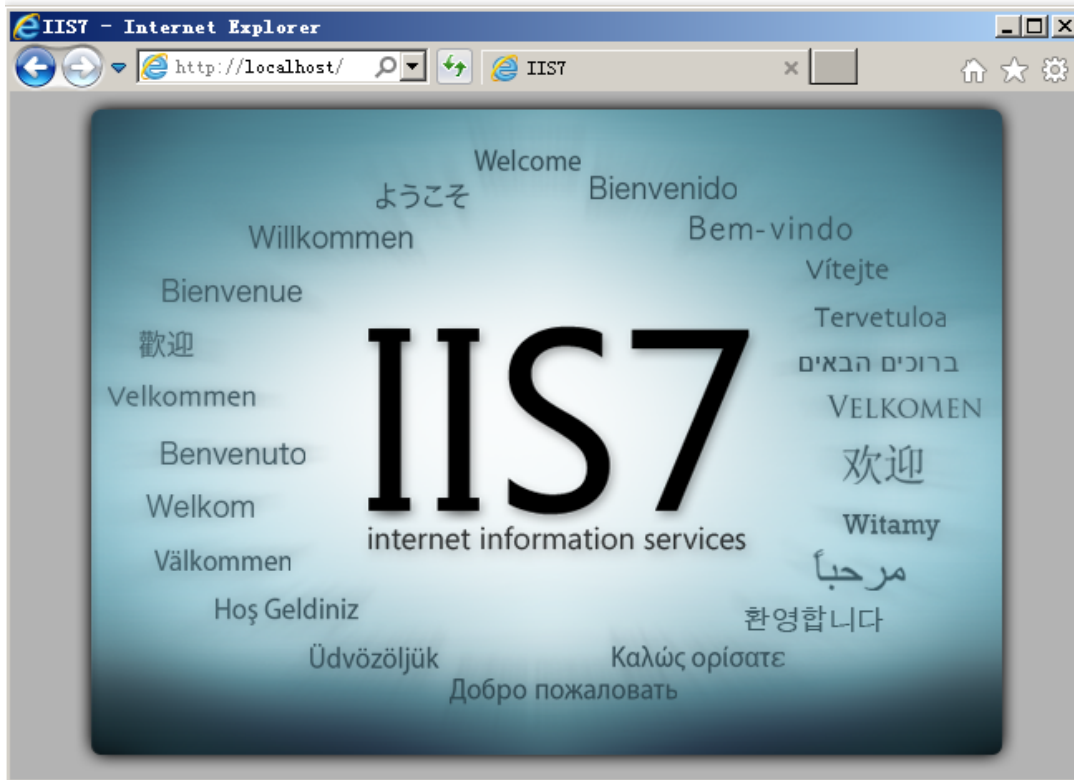 IIS7 - Internet Explorer
http://localhost/
IIS7
Welcome
ようこそ
Bienvenido
Willkommen
Bem-vindo
Vítejte
Bienvenue
Tervetuloa
歡迎
ברוכים הבאים
Velkommen
VELKOMEN
IIS7
Benvenuto
欢迎
Welkom
Witamy
internet information services
Välkommen
مرحباً
Hoş Geldiniz
환영합니다
Üdvözöljük
Καλώς ορίσατε
Добро пожаловать